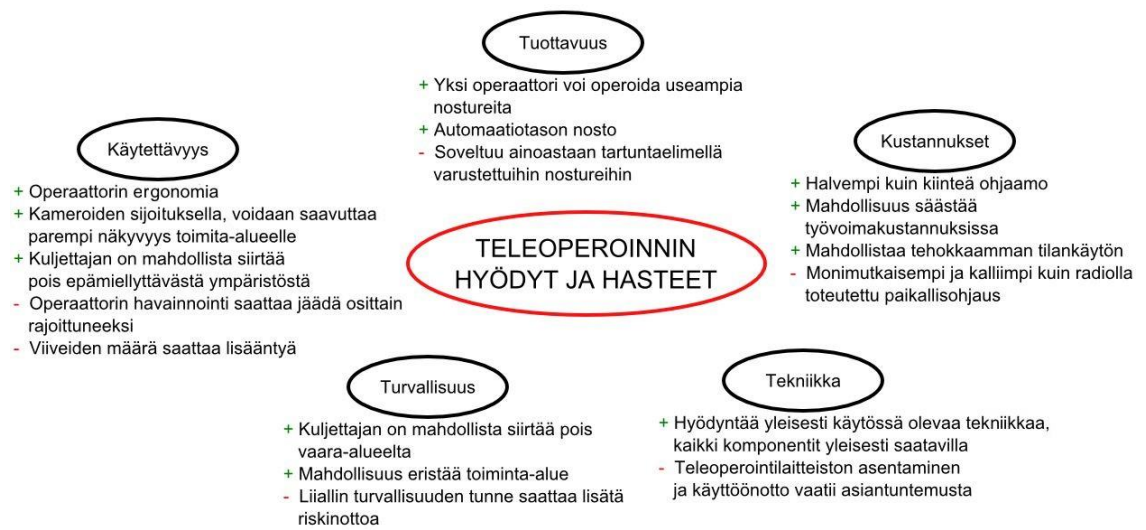 Tuottavuus
+ Yksi operaattori voi operoida useampia
nostureita
+ Automaatiotason nosto
- Soveltuu ainoastaan tartuntaelimellä
varustettuihin nostureihin
Käytettävyys
+ Operaattorin ergonomia
+ Kameroiden sijoituksella, voidaan saavuttaa
parempi näkyvyys toimita-alueelle
+ Kuljettajan on mahdollista siirtää
pois epämiellyttävästä ympäristöstä
- Operaattorin havainnointi saattaa jäädä osittain
rajoittuneeksi
- Viiveiden määrä saattaa lisääntyä
TELEOPEROINNIN
HYÖDYT JA HASTEET
Kustannukset
+ Halvempi kuin kiinteä ohjaamo
+ Mahdollisuus säästää
työvoimakustannuksissa
+ Mahdollistaa tehokkaamman tilankäytön
- Monimutkaisempi ja kalliimpi kuin radiolla
toteutettu paikallisohjaus
Turvallisuus
+ Kuljettajan on mahdollista siirtää pois
vaara-alueelta
+ Mahdollisuus eristää toiminta-alue
- Liiallin turvallisuuden tunne saattaa lisätä
riskinottoa
Tekniikka
+ Hyödyntää yleisesti käytössä olevaa tekniikkaa,
kaikki komponentit yleisesti saatavilla
- Teleoperointilaitteiston asentaminen
ja käyttöönotto vaatii asiantuntemusta